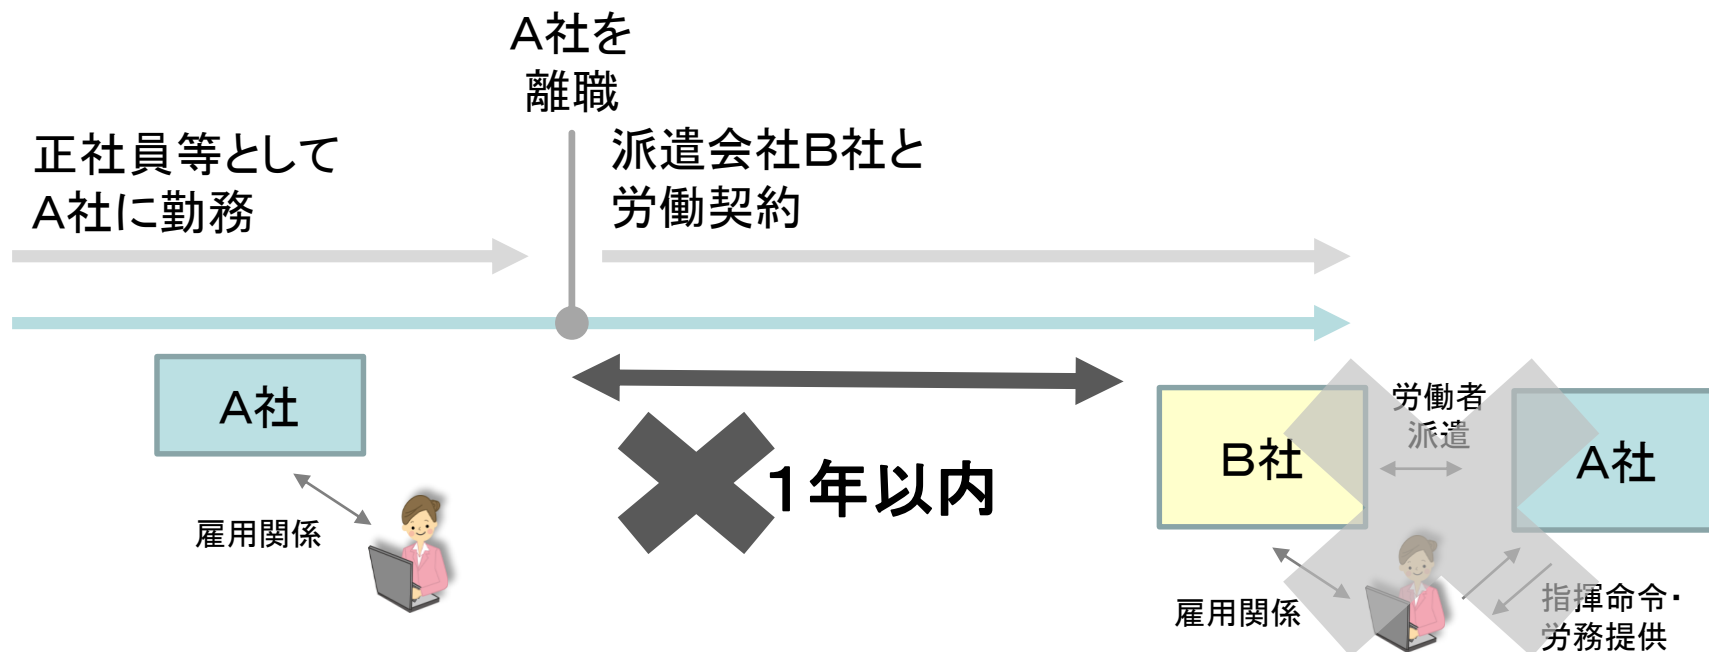 A社を
離職
正社員等として
A社に勤務
派遣会社B社と
労働契約
A社
雇用関係
1年以内
B社
労働者
派遣
A社
雇用関係
指揮命令・
労務提供